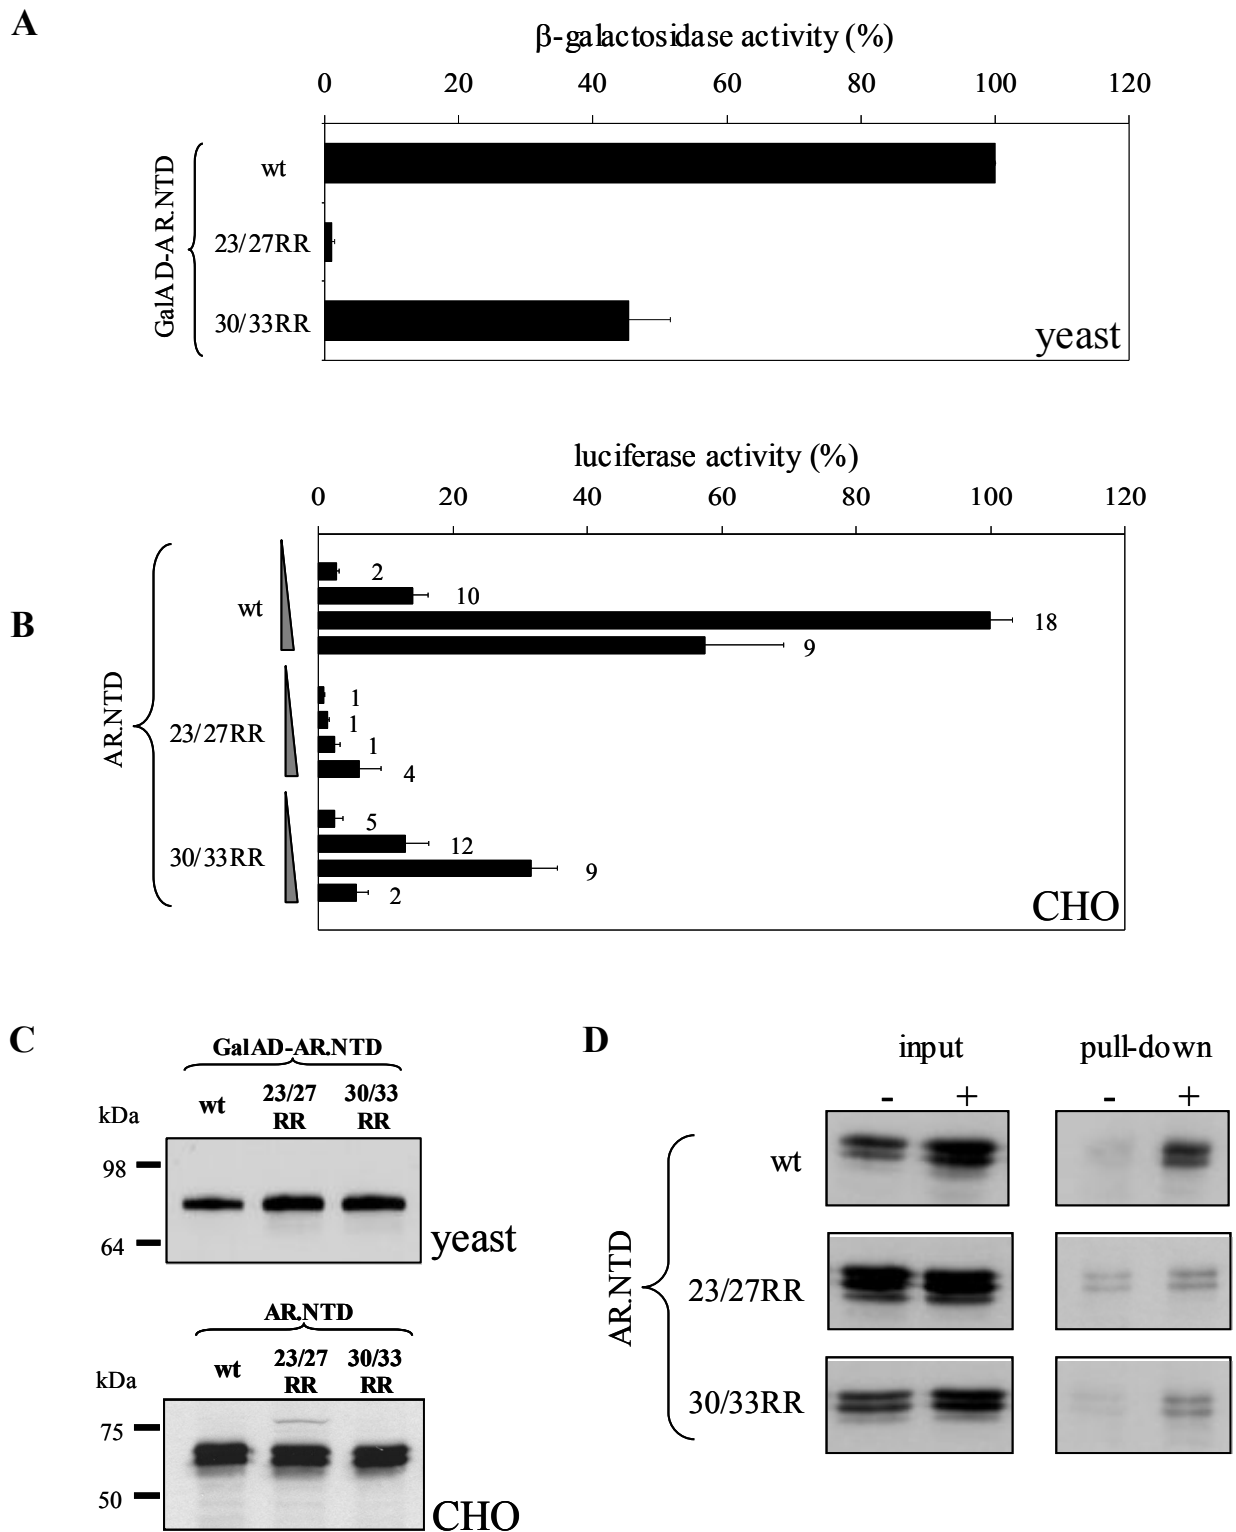 A
β-galactosidase activity (%)
0 20 40 60 80 100 120
GalAD-AR.NTD
wt
23/27RR
30/33RR
yeast
B
luciferase activity (%)
0 20 40 60 80 100 120
AR.NTD
wt
2
10
18
9
23/27RR
1
1
1
4
30/33RR
5
12
9
2
CHO
C
GalAD-AR.NTD
kDa
wt
23/27
RR
30/33
RR
98
64
yeast
AR.NTD
kDa
wt
23/27
RR
30/33
RR
75
50
CHO
D
input pull-down
- + - +
AR.NTD
wt
23/27RR
30/33RR